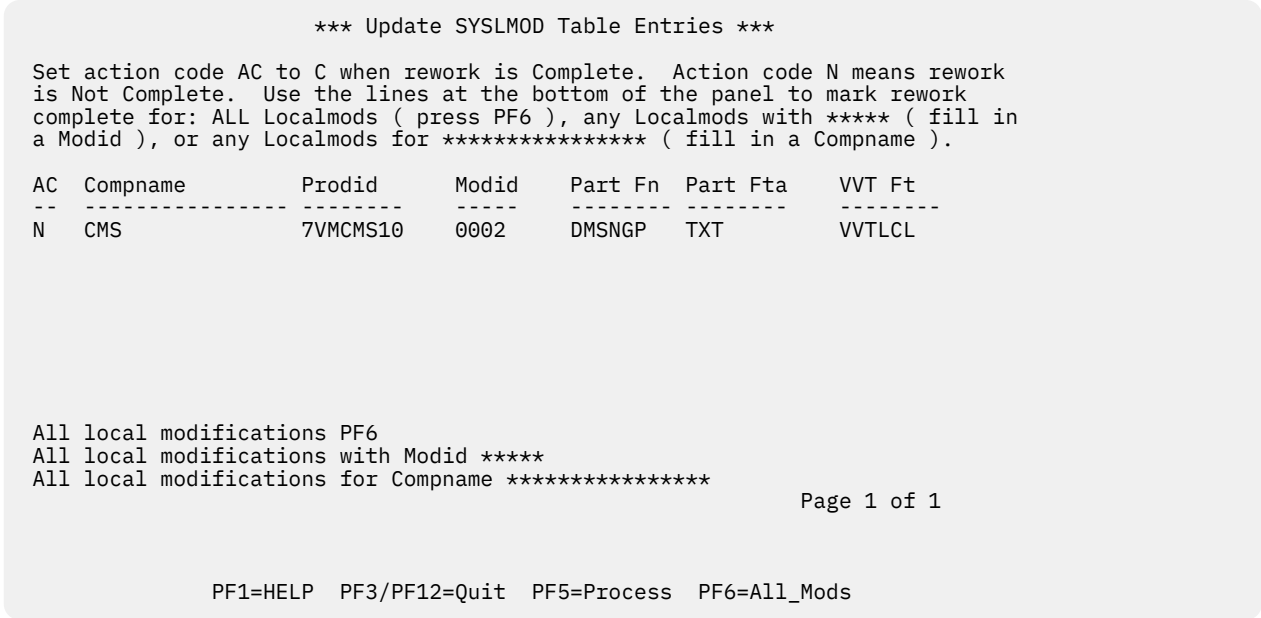 *** Update SYSLMOD Table Entries ***
Set action code AC to C when rework is Complete.  Action code N means rework
is Not Complete.  Use the lines at the bottom of the panel to mark rework
complete for: ALL Localmods ( press PF6 ), any Localmods with ***** ( fill in
a Modid ), or any Localmods for **************** ( fill in a Compname ).
AC  Compname         Prodid      Modid    Part Fn  Part Fta    VVT Ft
--  ---------------- --------    -----    -------- --------    --------
N   CMS              7VMCMS10    0002     DMSNGP   TXT         VVTLCL
All local modifications PF6
All local modifications with Modid *****
All local modifications for Compname ****************
Page 1 of 1
PF1=HELP  PF3/PF12=Quit  PF5=Process  PF6=All_Mods